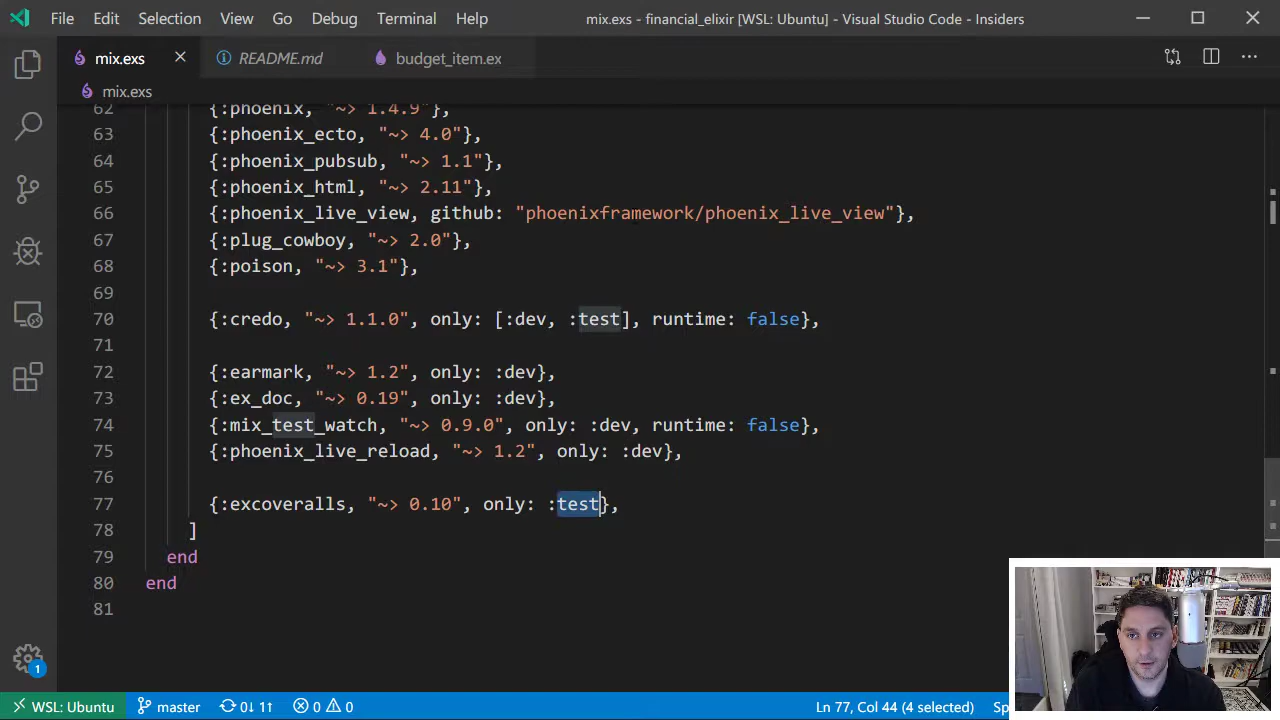 File Edit Selection View Go Debug Terminal Help mix.exs - financial_elixir [WSL: Ubuntu] - Visual Studio Code - Insiders
mix.exs README.md budget_item.ex
mix.exs
62 {:phoenix, "~> 1.4.9"},
63 {:phoenix_ecto, "~> 4.0"},
64 {:phoenix_pubsub, "~> 1.1"},
65 {:phoenix_html, "~> 2.11"},
66 {:phoenix_live_view, github: "phoenixframework/phoenix_live_view"},
67 {:plug_cowboy, "~> 2.0"},
68 {:poison, "~> 3.1"},
69
70 {:credo, "~> 1.1.0", only: [:dev, :test], runtime: false},
71
72 {:earmark, "~> 1.2", only: :dev},
73 {:ex_doc, "~> 0.19", only: :dev},
74 {:mix_test_watch, "~> 0.9.0", only: :dev, runtime: false},
75 {:phoenix_live_reload, "~> 1.2", only: :dev},
76
77 {:excoveralls, "~> 0.10", only: :test},
78 ]
79 end
80 end
81
1
WSL: Ubuntu master 0↓ 1↑ 0 0 Ln 77, Col 44 (4 selected) Sp